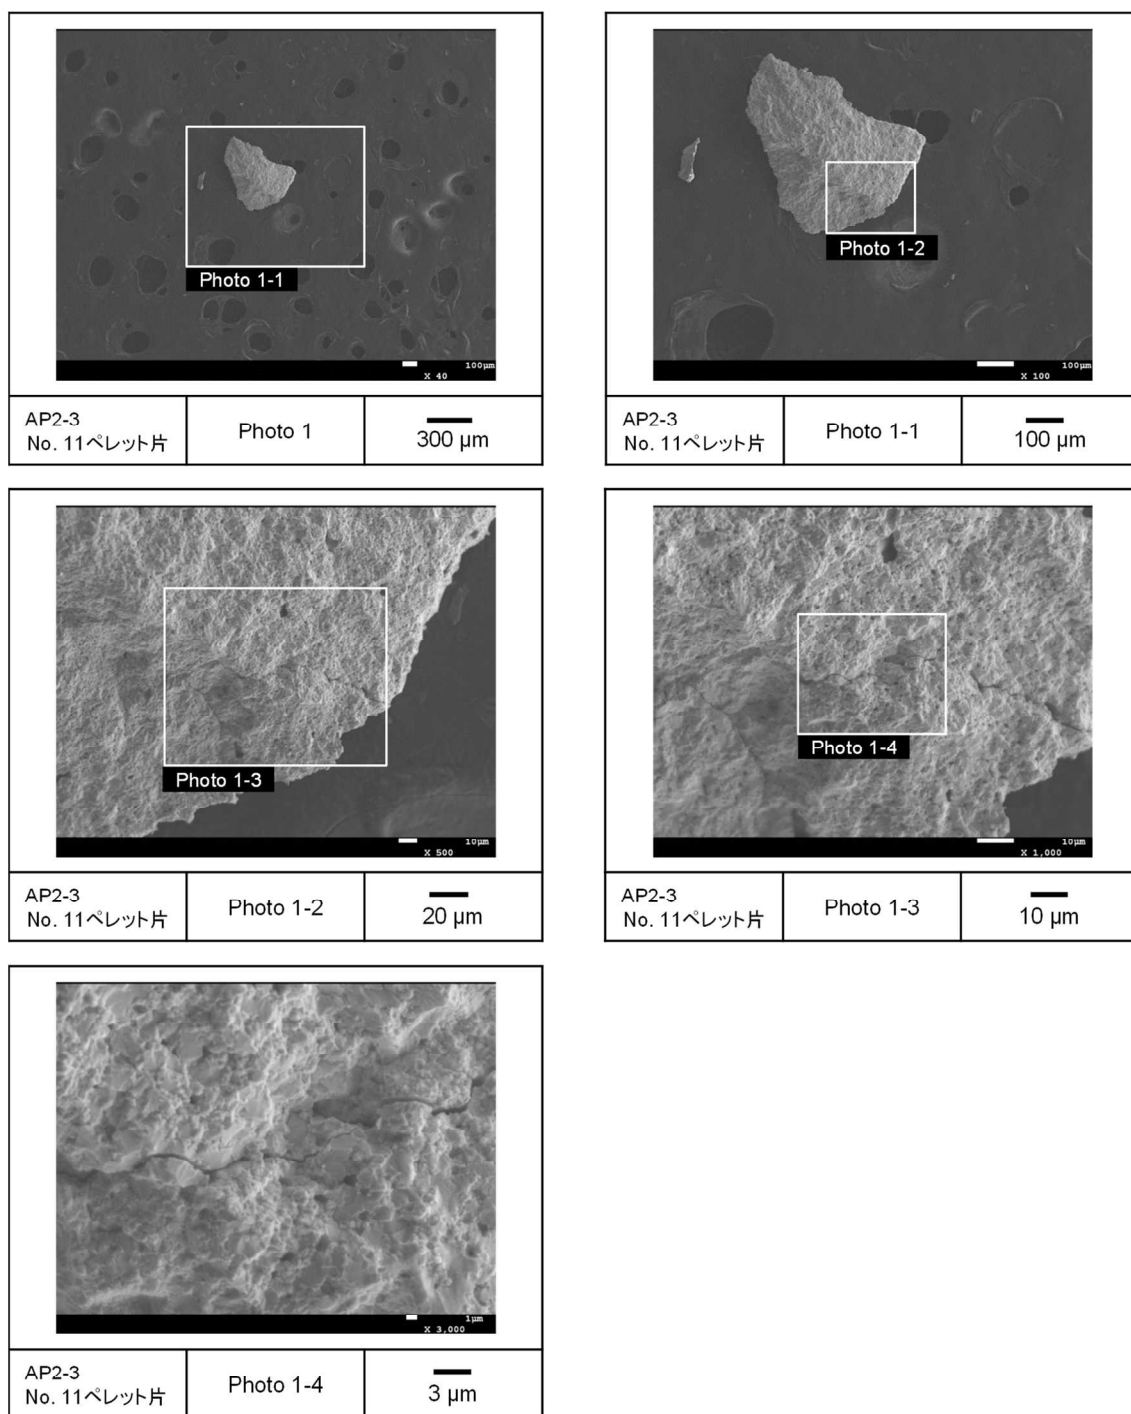 Photo 1-1
100μm
X 40
AP2-3
No. 11ペレット片
Photo 1
300 μm
Photo 1-2
100μm
X 100
AP2-3
No. 11ペレット片
Photo 1-1
100 μm
Photo 1-3
10μm
X 500
AP2-3
No. 11ペレット片
Photo 1-2
20 μm
Photo 1-4
10μm
X 1,000
AP2-3
No. 11ペレット片
Photo 1-3
10 μm
1μm
X 3,000
AP2-3
No. 11ペレット片
Photo 1-4
3 μm